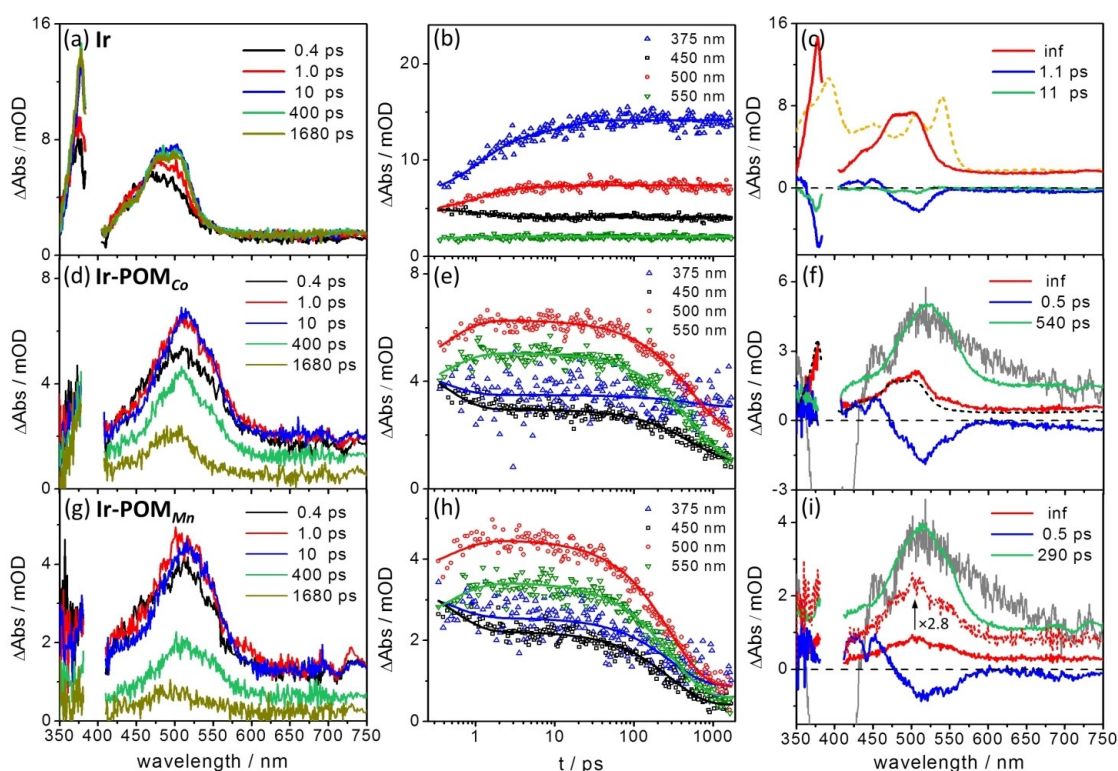 (a) Ir
0.4 ps
1.0 ps
10 ps
400 ps
1680 ps
16
8
0
ΔAbs / mOD
(b)
375 nm
450 nm
500 nm
550 nm
20
10
0
ΔAbs / mOD
(c)
inf
1.1 ps
11 ps
16
8
0
ΔAbs / mOD
(d) Ir-POMCo
0.4 ps
1.0 ps
10 ps
400 ps
1680 ps
8
4
0
ΔAbs / mOD
(e)
375 nm
450 nm
500 nm
550 nm
8
4
0
ΔAbs / mOD
(f)
inf
0.5 ps
540 ps
6
3
0
-3
ΔAbs / mOD
(g) Ir-POMMn
0.4 ps
1.0 ps
10 ps
400 ps
1680 ps
4
2
0
ΔAbs / mOD
350 400 450 500 550 600 650 700 750
wavelength / nm
(h)
375 nm
450 nm
500 nm
550 nm
6
4
2
0
ΔAbs / mOD
1 10 100 1000
t / ps
(i)
inf
0.5 ps
290 ps
×2.8
4
2
0
ΔAbs / mOD
350 400 450 500 550 600 650 700 750
wavelength / nm